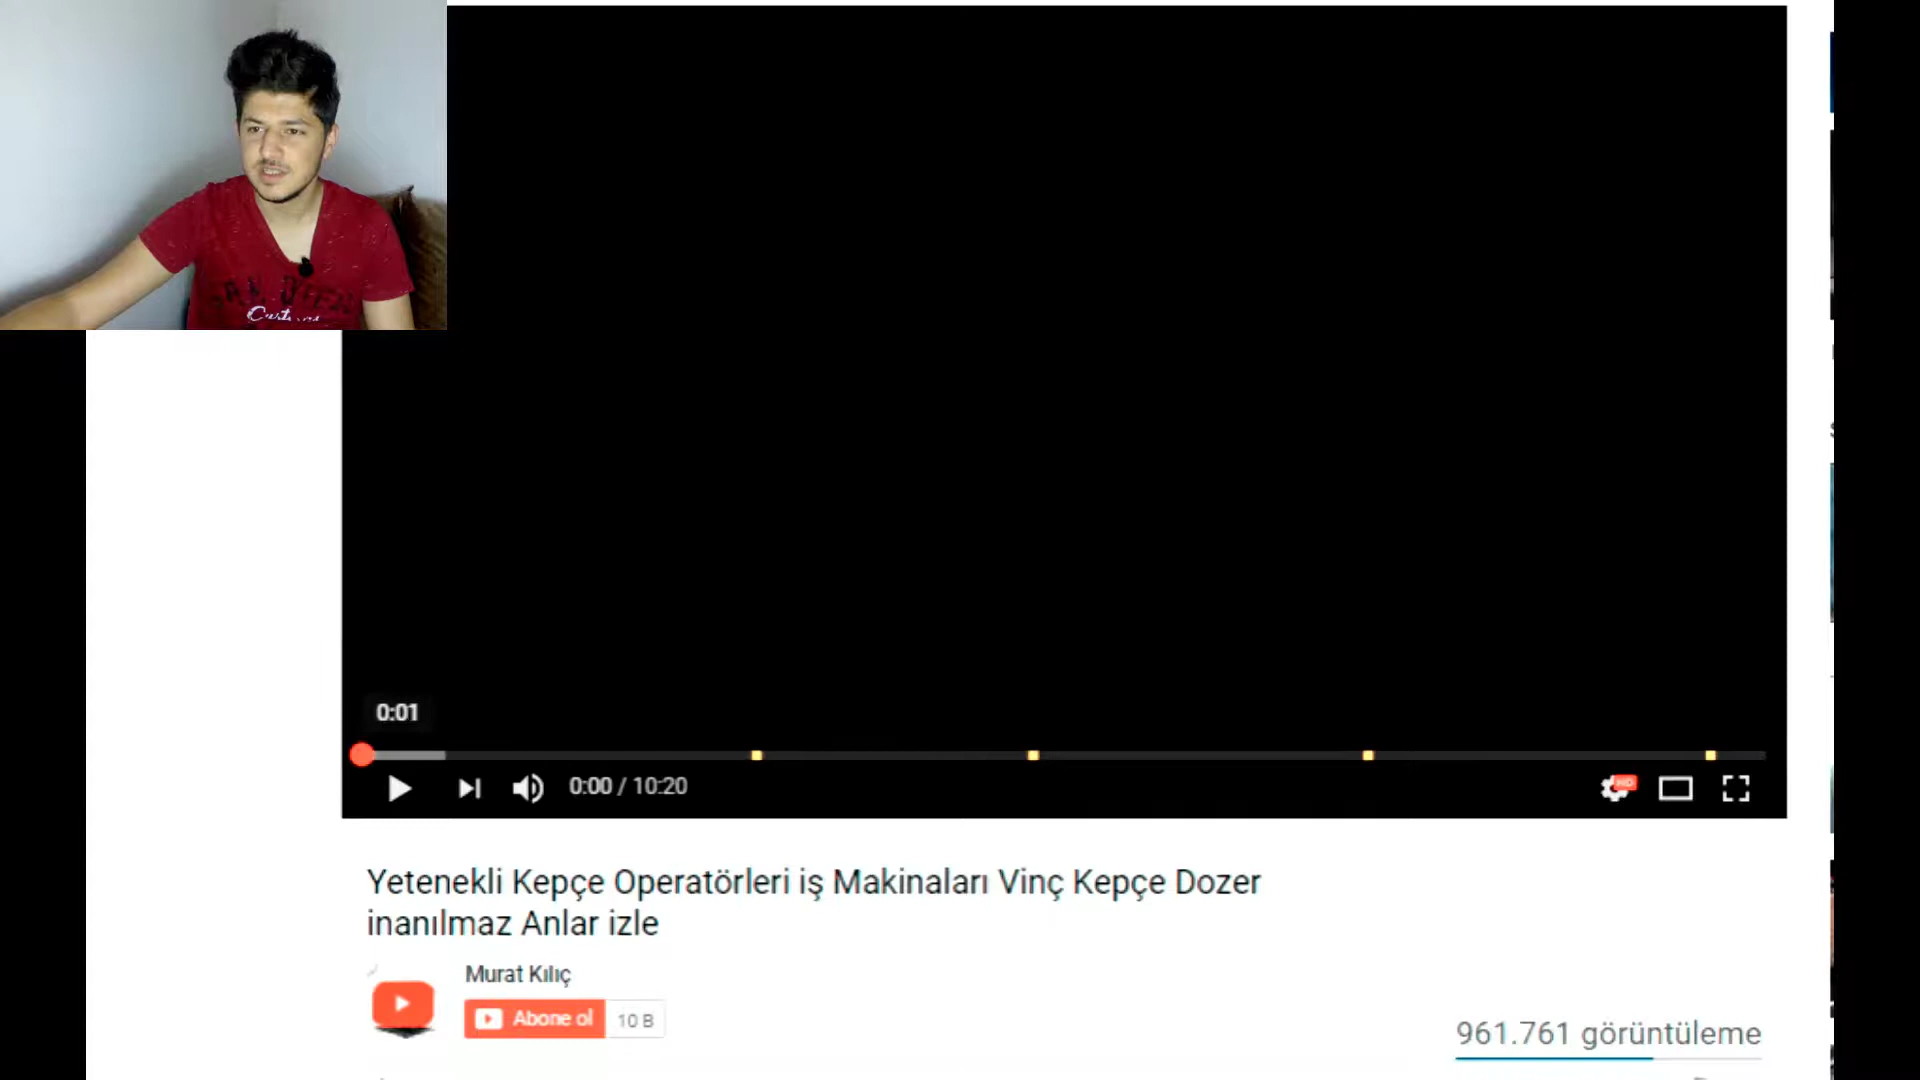 0:01
0:00 / 10:20
HD
Yetenekli Kepçe Operatörleri iş Makinaları Vinç Kepçe Dozer
inanılmaz Anlar izle
Murat Kılıç
Abone ol 10 B
961.761 görüntüleme